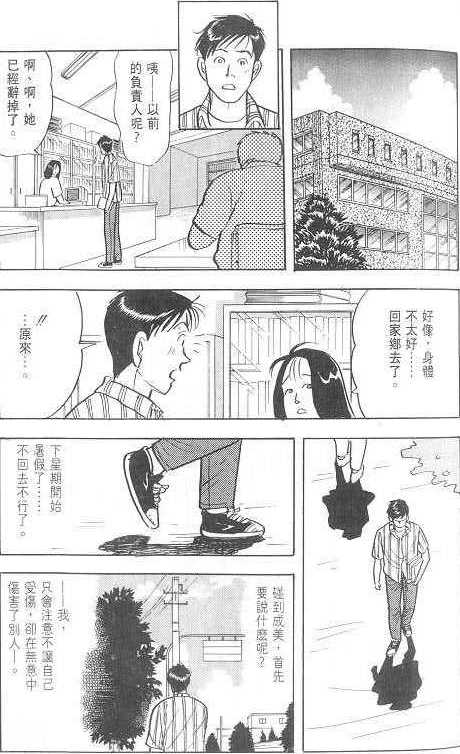 咦——以前
的負責人呢？
啊、啊，她
已經辭掉了。
好像，身體
不太好……
回家鄉去了。
!!
…原來…。
下星期開始
暑假了……
不回去不行了。
碰到成美，首先
要說什麼呢？
——我，
只會注意不讓自己
受傷，卻在無意中
傷害了別人—。